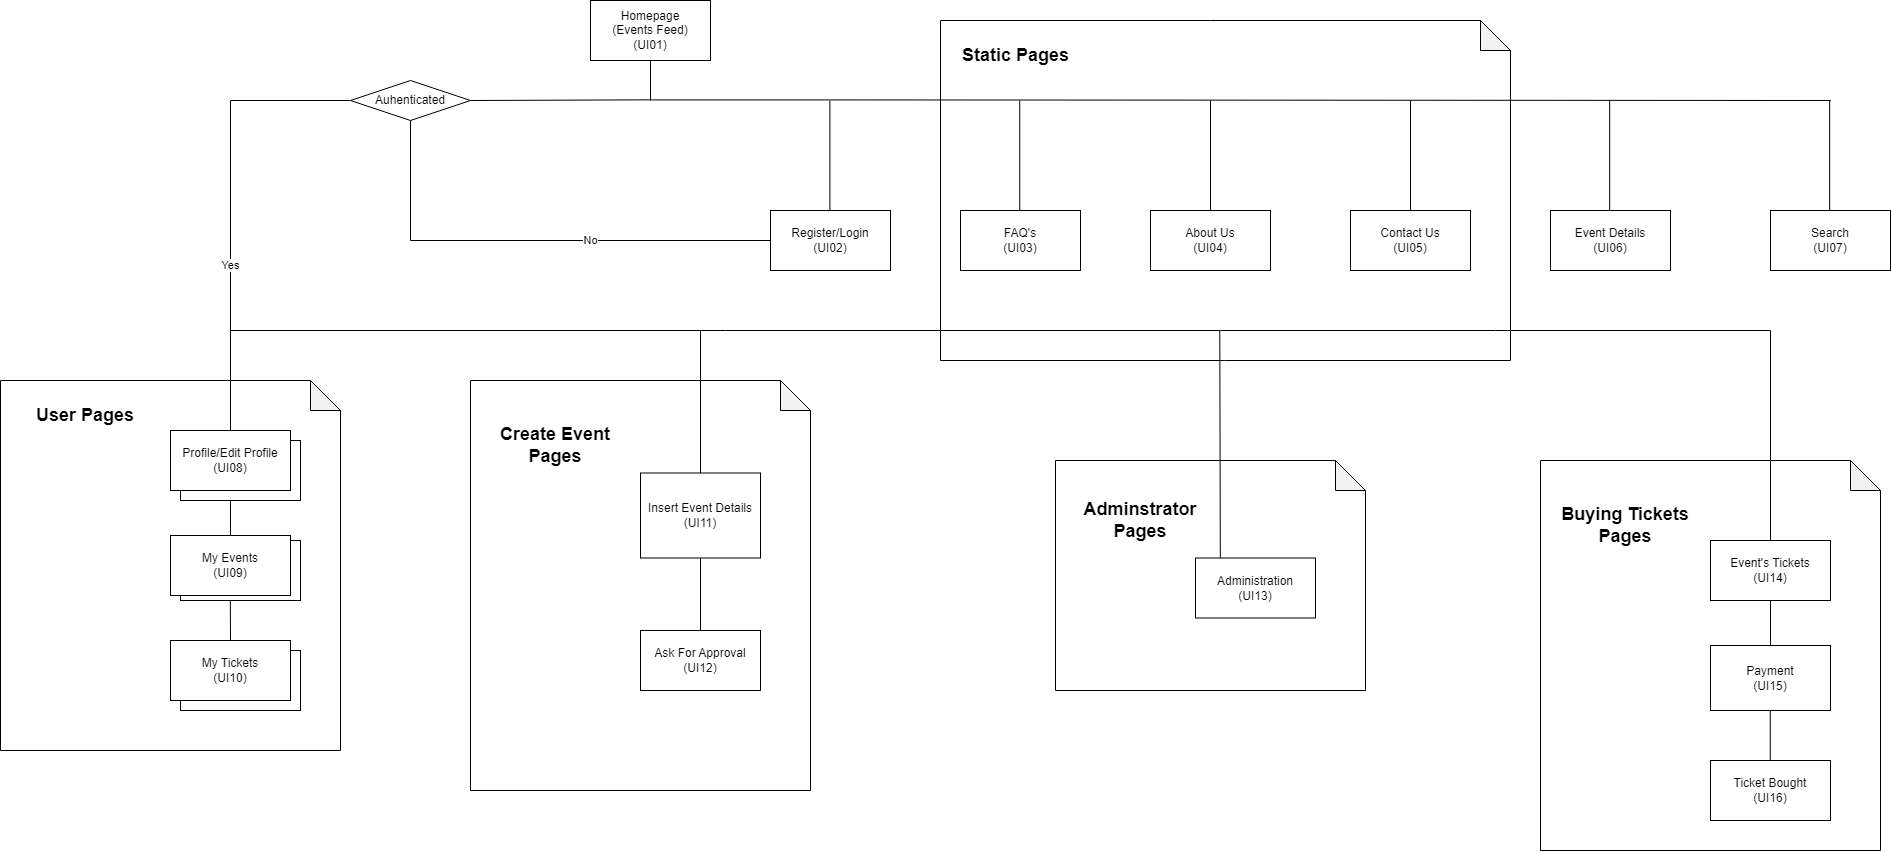 Homepage
(Events Feed)
(UI01)
Static Pages
Auhenticated
Register/Login
(UI02)
FAQ's
(UI03)
About Us
(UI04)
Contact Us
(UI05)
Event Details
(UI06)
Search
(UI07)
No
Yes
User Pages
Profile/Edit Profile
(UI08)
My Events
(UI09)
My Tickets
(UI10)
Create Event
Pages
Insert Event Details
(UI11)
Ask For Approval
(UI12)
Adminstrator
Pages
Administration
(UI13)
Buying Tickets
Pages
Event's Tickets
(UI14)
Payment
(UI15)
Ticket Bought
(UI16)